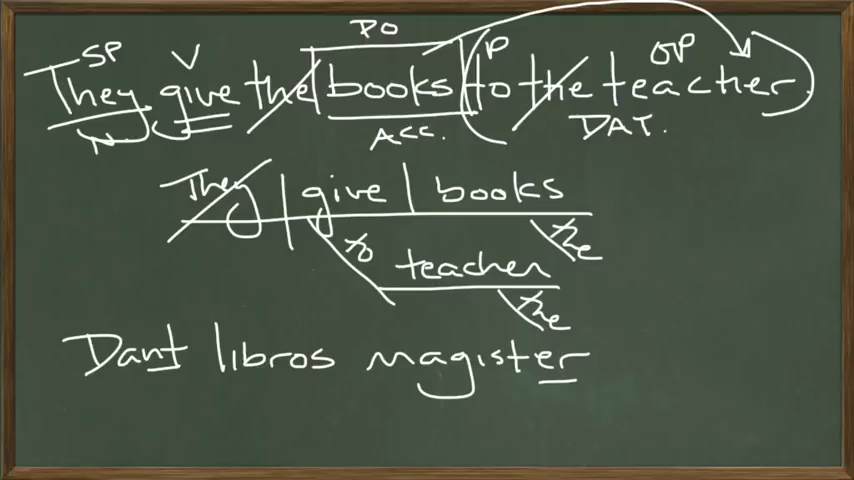 SP V DO P OP
They give the books to the teacher
N ACC. DAT.
They give books
to the
teacher
the
Dant libros magister